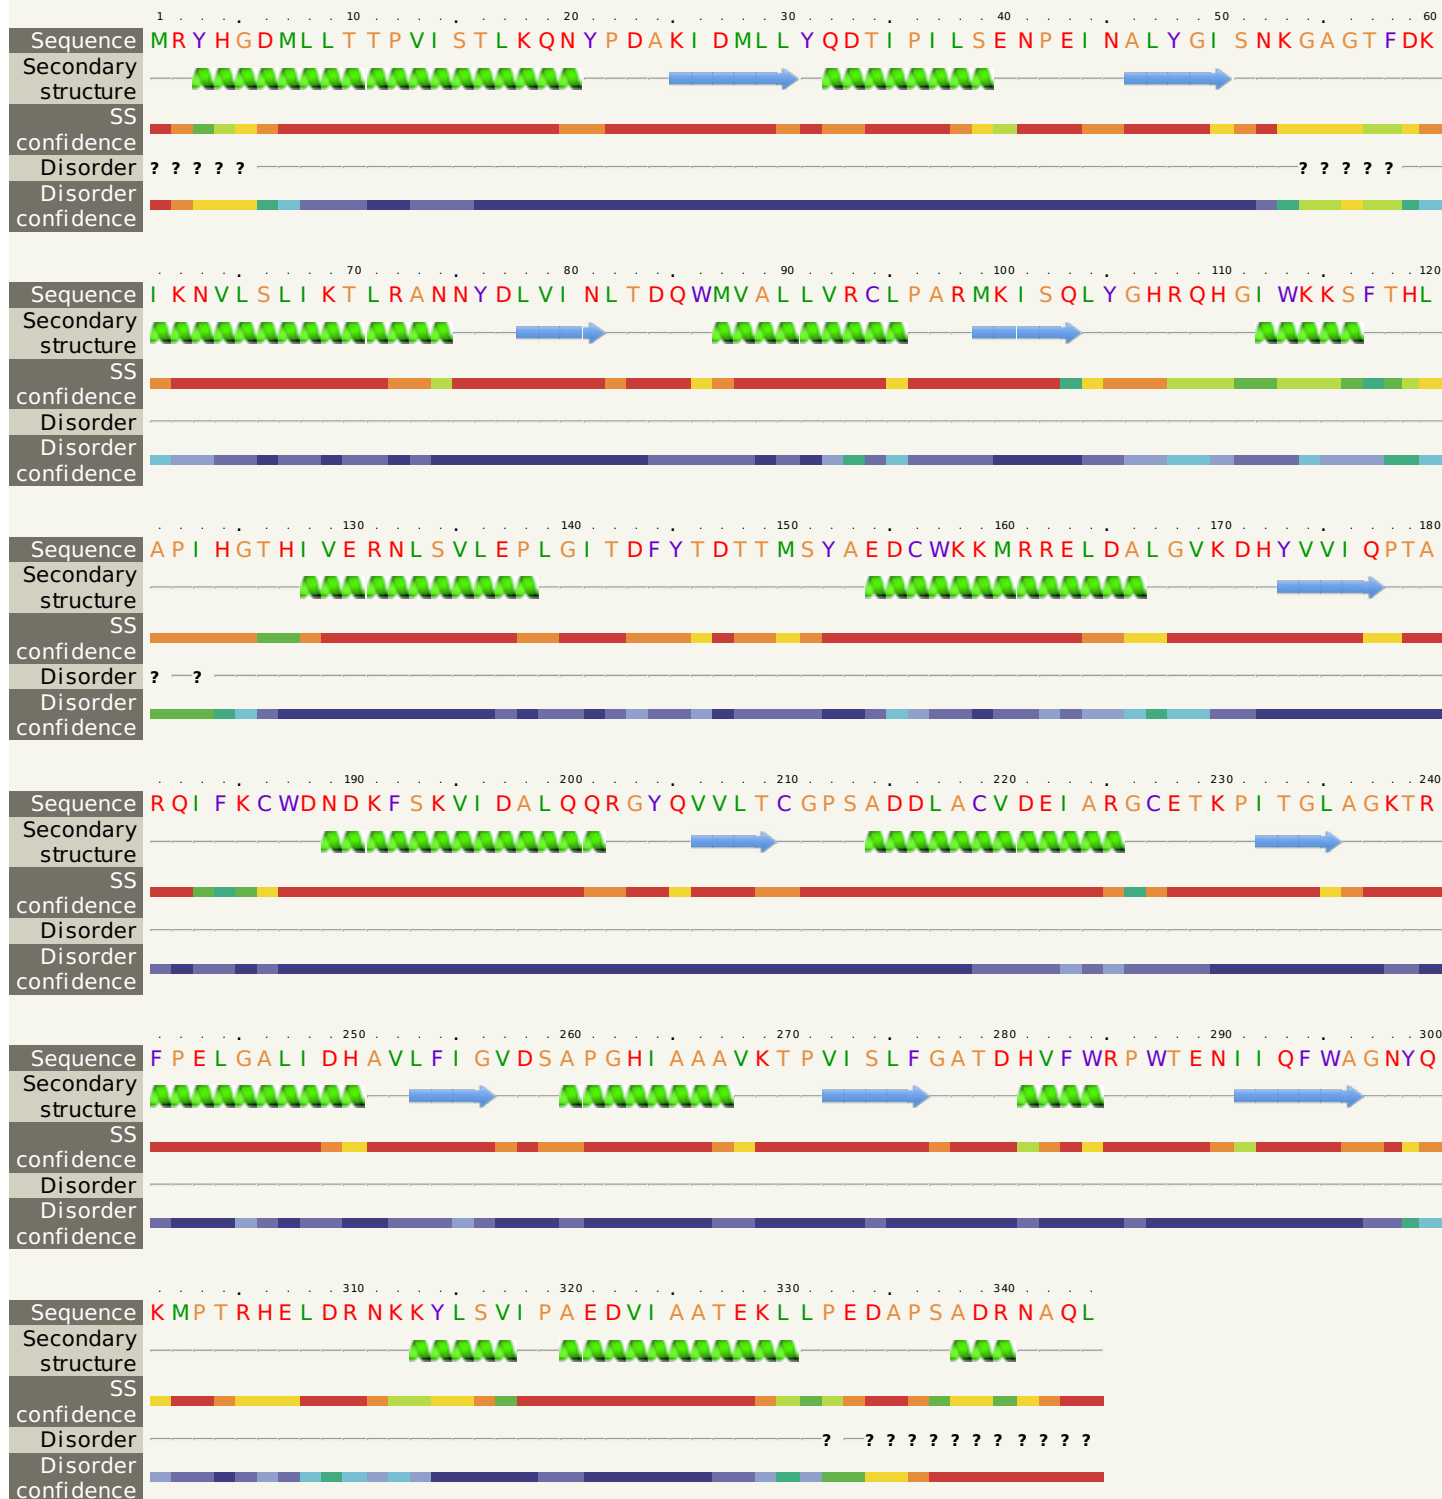 1 10 20 30 40 50 60
Sequence MRYHGDMLLTTPVISTLKQNYPDAKIDMLLYQDTIPILSENPEINALYGISNKGAGTFDK
Secondary
structure
SS
confidence
Disorder ? ? ? ? ? ? ? ? ? ?
Disorder
confidence
70 80 90 100 110 120
Sequence IKNVLSLIKTLRANNYDLVINLTDQWMVALLVRCLPARMKISQLYGHRQHGIWKKSFTHL
Secondary
structure
SS
confidence
Disorder
Disorder
confidence
130 140 150 160 170 180
Sequence APIHGTHIVERNLSVLEPLGITDFYTDTTMSYAEDCWKKMRRELDALGVKDHYVVIQPTA
Secondary
structure
SS
confidence
Disorder ? ?
Disorder
confidence
190 200 210 220 230 240
Sequence RQIFKCWDNDKFSKVIDALQQRGYQVVLTCGPSADDLACVDEIARGCETKPITGLAGKTR
Secondary
structure
SS
confidence
Disorder
Disorder
confidence
250 260 270 280 290 300
Sequence FPELGALIDHAVLFIGVDSAPGHIAAAVKTPVISLFGATDHVFWRPWTENIIQFWAGNYQ
Secondary
structure
SS
confidence
Disorder
Disorder
confidence
310 320 330 340
Sequence KMPTRHELDRNKKYLSVIPAEDVIAATEKLLPEDAPSADRNAQL
Secondary
structure
SS
confidence
Disorder ? ? ? ? ? ? ? ? ? ? ?
Disorder
confidence